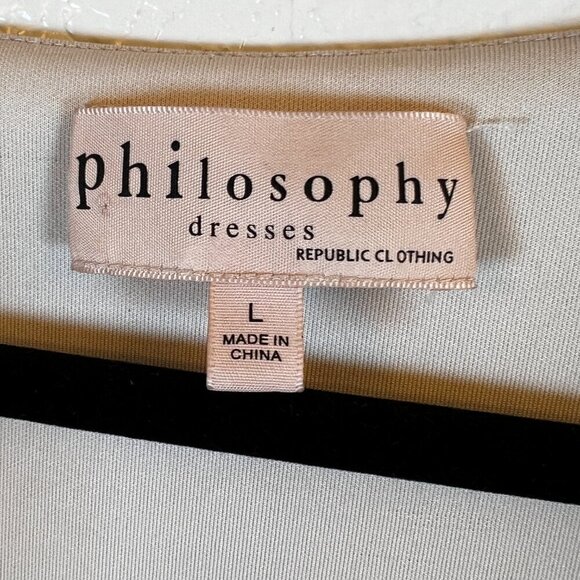 philosophy
dresses
REPUBLIC CLOTHING
L
MADE IN
CHINA